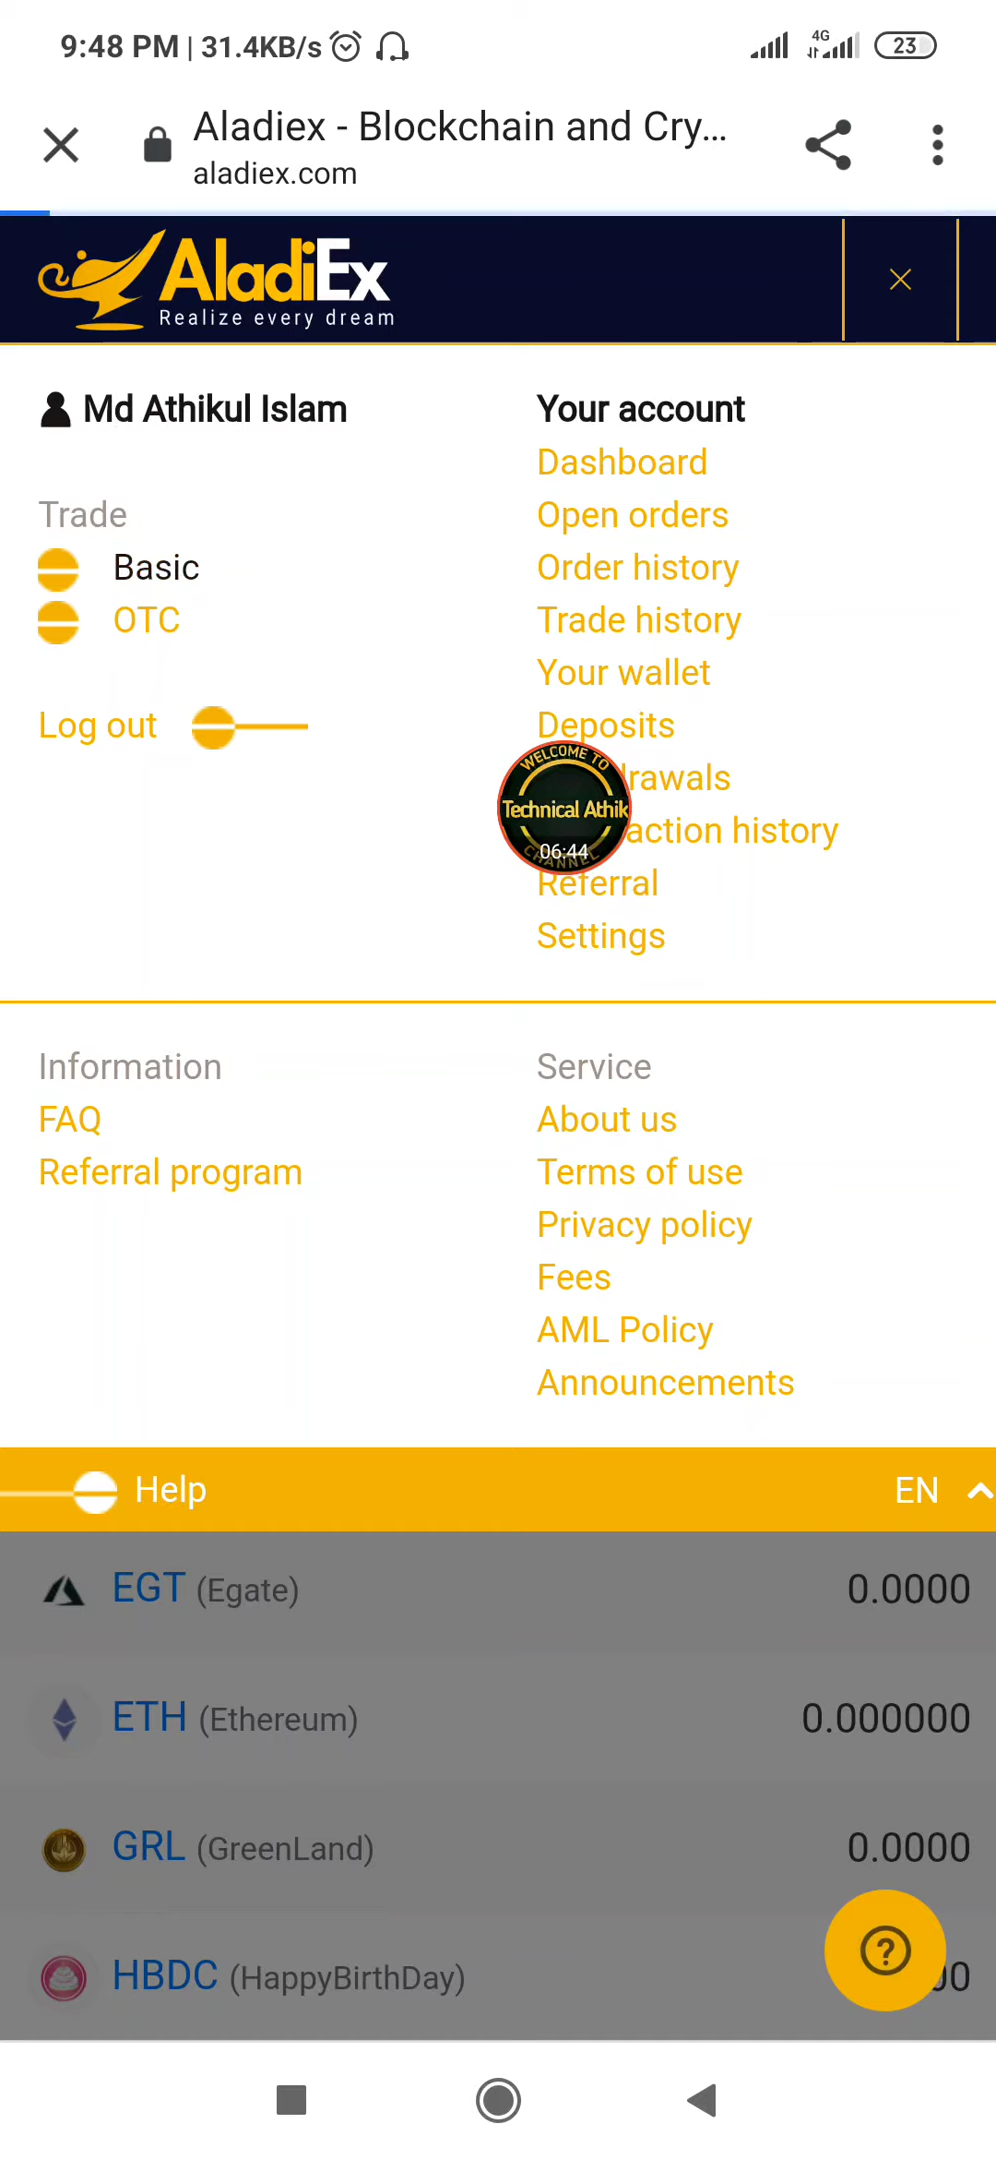 9:48 PM | 31.4KB/s 4G 23
Aladiex - Blockchain and Cry...
aladiex.com
AladiEx
Realize every dream
Md Athikul Islam
Trade
Basic
OTC
Log out
Your account
Dashboard
Open orders
Order history
Trade history
Your wallet
Deposits
drawals
action history
Referral
Settings
WELCOME TO
Technical Athik
06:44
CHANNEL
Information
FAQ
Referral program
Service
About us
Terms of use
Privacy policy
Fees
AML Policy
Announcements
Help EN
EGT (Egate) 0.0000
ETH (Ethereum) 0.000000
GRL (GreenLand) 0.0000
HBDC (HappyBirthDay)
?